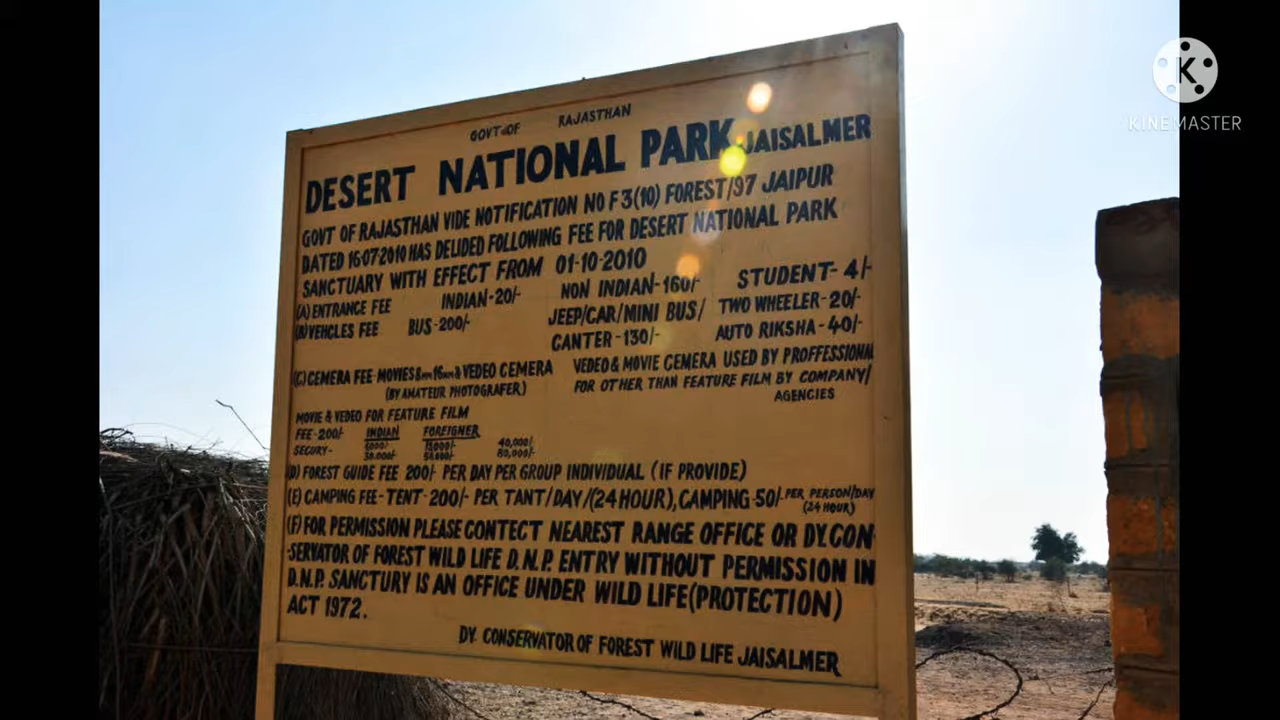 GOVT OF RAJASTHAN
DESERT NATIONAL PARK JAISALMER
GOVT OF RAJASTHAN VIDE NOTIFICATION NO F 3(10) FOREST/97 JAIPUR
DATED 16-07-2010 HAS DELIDED FOLLOWING FEE FOR DESERT NATIONAL PARK
SANCTUARY WITH EFFECT FROM 01-10-2010
(A) ENTRANCE FEE INDIAN-20/- NON INDIAN-160/- STUDENT-4/-
(B) VEHCLES FEE BUS-200/- JEEP/CAR/MINI BUS/ TWO WHEELER-20/-
CANTER-130/- AUTO RIKSHA-40/-
(C) CEMERA FEE-MOVIES 8mm 16mm & VEDEO CEMERA VEDEO & MOVIE CEMERA USED BY PROFFESSIONAL
(BY AMATEUR PHOTOGRAFER) FOR OTHER THAN FEATURE FILM BY COMPANY/
AGENCIES
MOVIE & VEDEO FOR FEATURE FILM
FEE-200/- INDIAN FOREIGNER
SECURY- 40,000/-
80,000/-
(D) FOREST GUIDE FEE 200/- PER DAY PER GROUP INDIVIDUAL (IF PROVIDE)
(E) CAMPING FEE-TENT-200/- PER TANT/DAY/(24 HOUR), CAMPING-50/- PER PERSON/DAY
(24 HOUR)
(F) FOR PERMISSION PLEASE CONTECT NEAREST RANGE OFFICE OR DY.CON
-SERVATOR OF FOREST WILD LIFE D.N.P. ENTRY WITHOUT PERMISSION IN
D.N.P. SANCTURY IS AN OFFICE UNDER WILD LIFE(PROTECTION)
ACT 1972.
DY. CONSERVATOR OF FOREST WILD LIFE JAISALMER
K
KINEMASTER